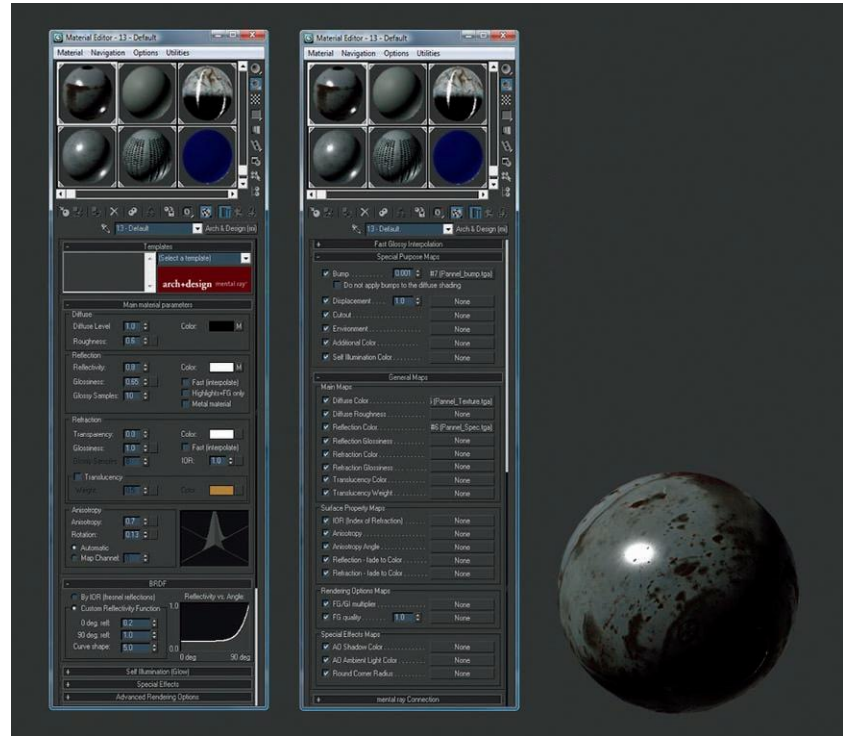 Material Editor - 13 - Default
Material Navigation Options Utilities
13 - Default Arch & Design (mi)
Templates
(Select a template)
arch+design mental ray
Main material parameters
Diffuse
Diffuse Level 1.0 Color: M
Roughness: 0.6
Reflection
Reflectivity: 0.8 Color: M
Glossiness: 0.65 Fast (interpolate)
Glossy Samples: 10 Highlights+FG only
Metal material
Refraction
Transparency: 0.0 Color:
Glossiness: 1.0 Fast (interpolate)
Glossy Samples: IOR: 1.0
Translucency
Weight: Color:
Anisotropy
Anisotropy: 0.7
Rotation: 0.13
Automatic
Map Channel:
BRDF
By IOR (fresnel reflections) Reflectivity vs. Angle:
Custom Reflectivity Function 1.0
0 deg. refl: 0.2
90 deg. refl: 1.0
Curve shape: 5.0 0.0
0 deg 90 deg
Self Illumination (Glow)
Special Effects
Advanced Rendering Options
Material Editor - 13 - Default
Material Navigation Options Utilities
13 - Default Arch & Design (mi)
Fast Glossy Interpolation
Special Purpose Maps
Bump 0.001 #7 (Pannel_bump.tga)
Do not apply bumps to the diffuse shading
Displacement 1.0 None
Cutout None
Environment None
Additional Color None
Self Illumination Color None
General Maps
Main Maps
Diffuse Color (Pannel_Texture.tga)
Diffuse Roughness None
Reflection Color #6 (Pannel_Spec.tga)
Reflection Glossiness None
Refraction Color None
Refraction Glossiness None
Translucency Color None
Translucency Weight None
Surface Property Maps
IOR (Index of Refraction) None
Anisotropy None
Anisotropy Angle None
Reflection - fade to Color None
Refraction - fade to Color None
Rendering Options Maps
FG/GI multiplier None
FG quality 1.0 None
Special Effects Maps
AO Shadow Color None
AO Ambient Light Color None
Round Corner Radius None
mental ray Connection